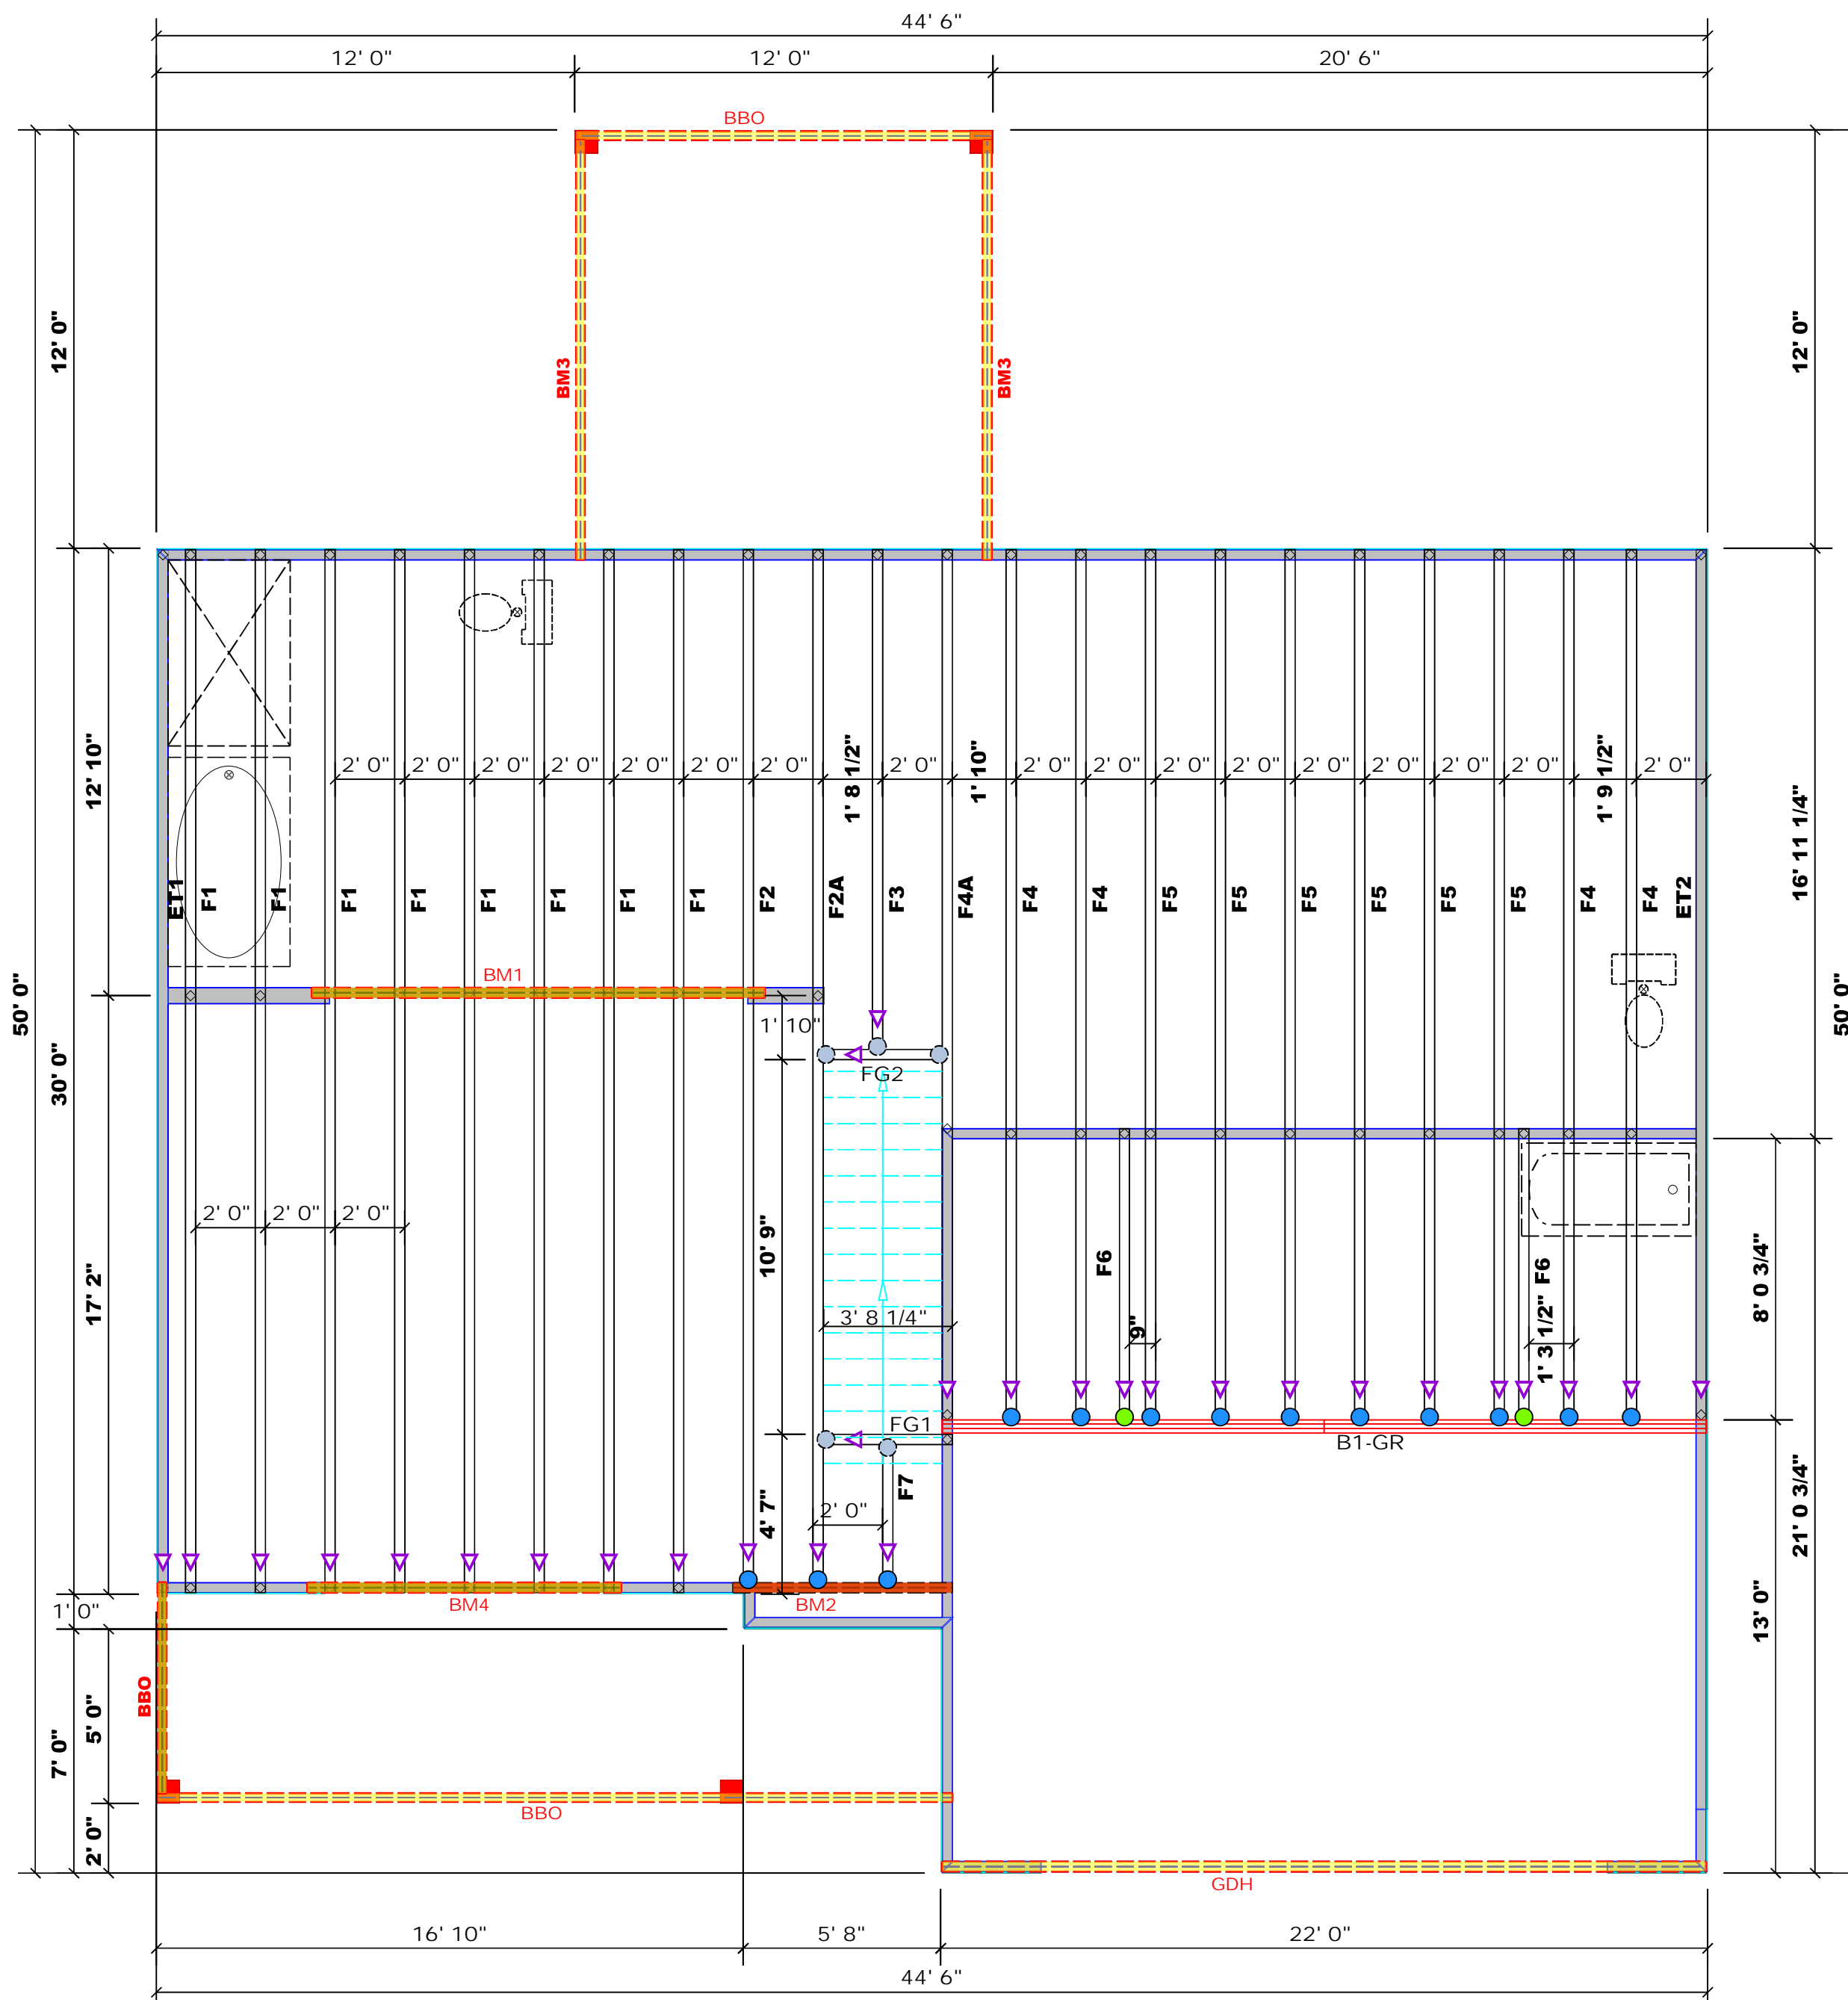 44' 6"
12' 0" 12' 0" 20' 6"
BBO
12' 0" BM3 BM3 12' 0"
12' 10" 2' 0" 2' 0" 2' 0" 2' 0" 2' 0" 2' 0" 2' 0" 1' 8 1/2" 2' 0" 1' 10" 2' 0" 2' 0" 2' 0" 2' 0" 2' 0" 2' 0" 2' 0" 2' 0" 1' 9 1/2" 2' 0" 16' 11 1/4"
ET1 F1 F1 F1 F1 F1 F1 F1 F1 F2 F2A F3 F4A F4 F4 F5 F5 F5 F5 F5 F5 F4 F4 ET2
BM1
50' 0" 50' 0"
1' 10"
30' 0" FG2
2' 0" 2' 0" 2' 0"
10' 9" F6 F6 8' 0 3/4"
17' 2" 3' 8 1/4" 9" 1' 3 1/2"
FG1 B1-GR
F7 21' 0 3/4"
4' 7" 2' 0"
1' 0" BM4 BM2 13' 0"
BBO
5' 0"
7' 0"
BBO
2' 0"
GDH
16' 10" 5' 8" 22' 0"
44' 6"